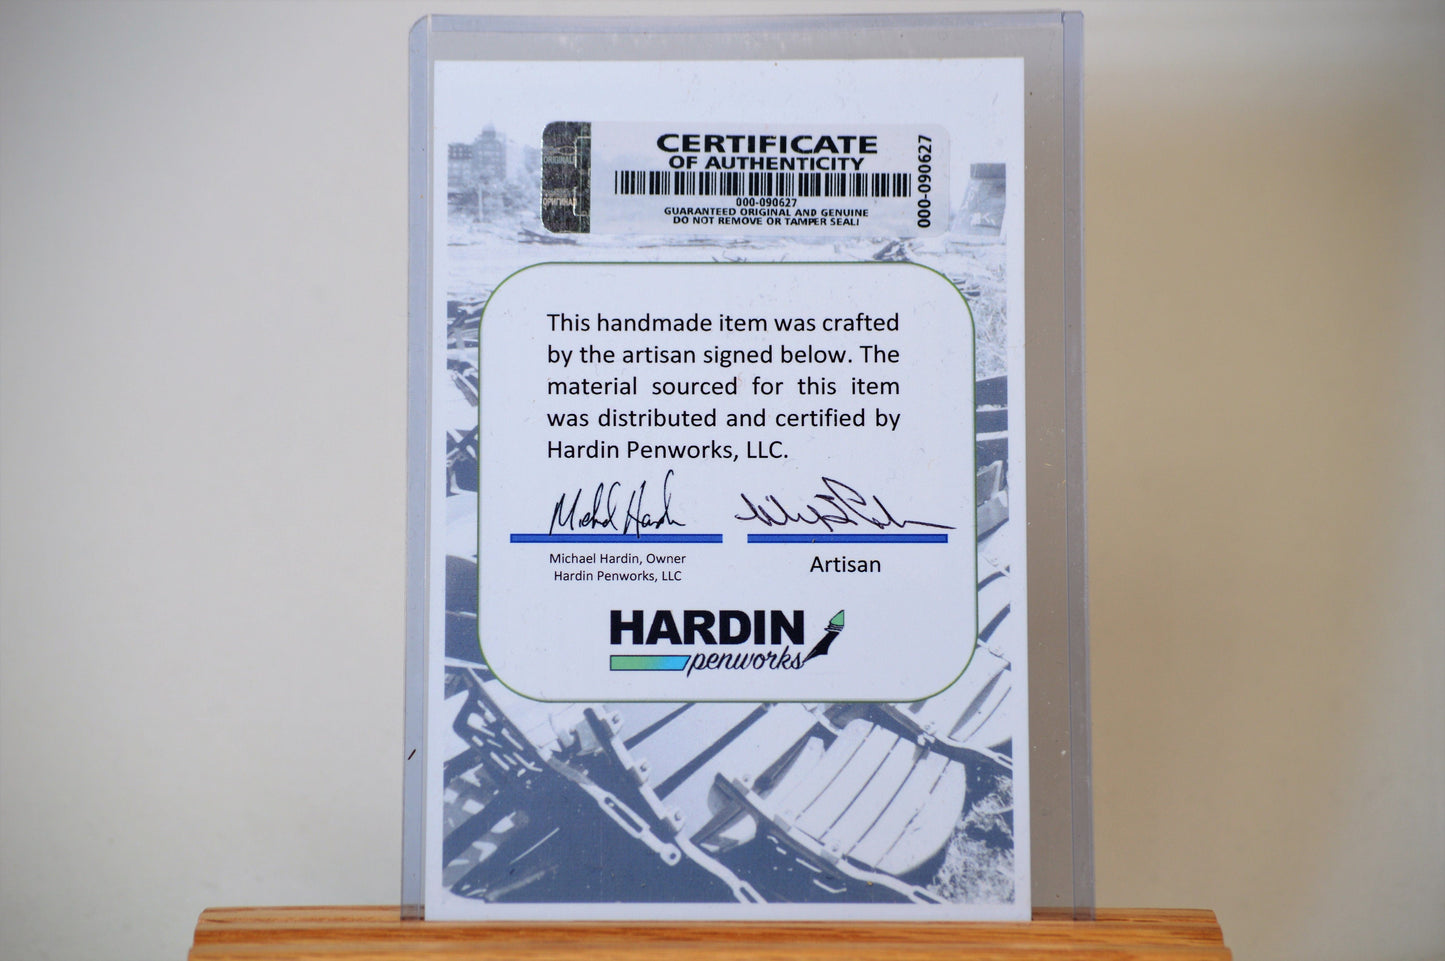 ORIGINAL
ОРИГИНАЛ
CERTIFICATE
OF AUTHENTICITY
000-090627
GUARANTEED ORIGINAL AND GENUINE
DO NOT REMOVE OR TAMPER SEAL!
000-090627
This handmade item was crafted
by the artisan signed below. The
material sourced for this item
was distributed and certified by
Hardin Penworks, LLC.
Michael Hardin, Owner
Hardin Penworks, LLC
Artisan
HARDIN
penworks